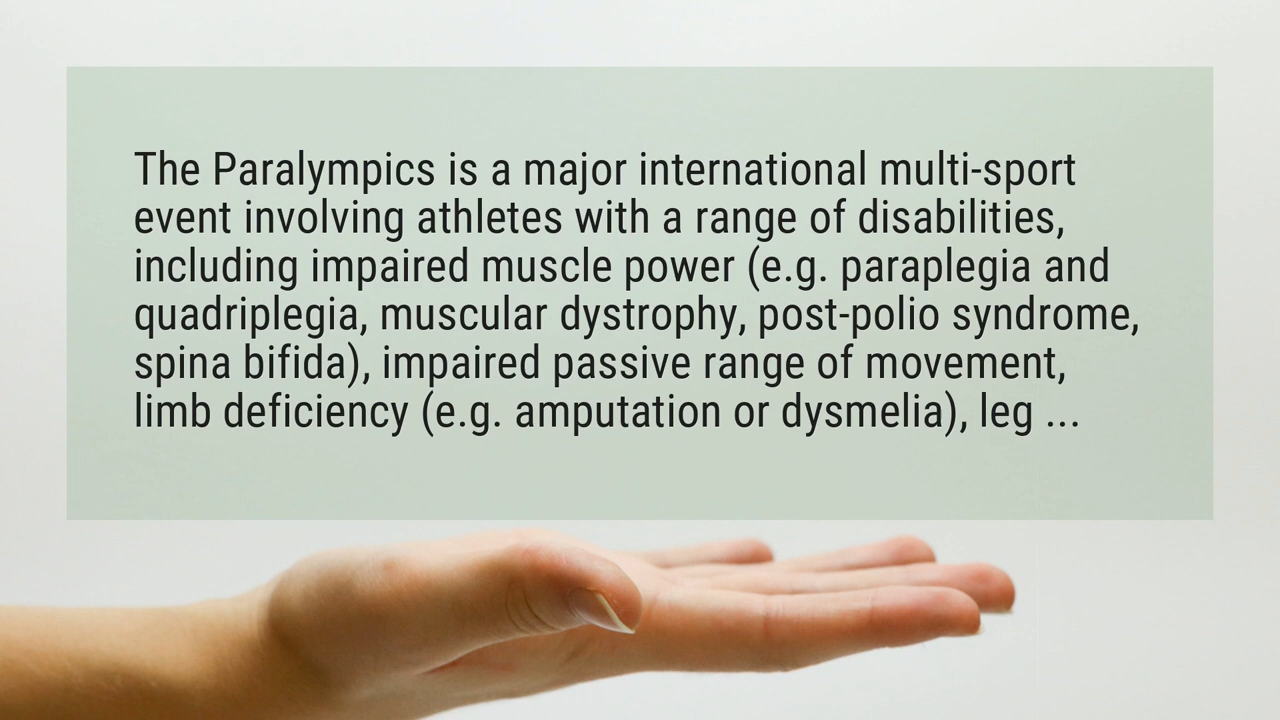 The Paralympics is a major international multi-sport
event involving athletes with a range of disabilities,
including impaired muscle power (e.g. paraplegia and
quadriplegia, muscular dystrophy, post-polio syndrome,
spina bifida), impaired passive range of movement,
limb deficiency (e.g. amputation or dysmelia), leg ...